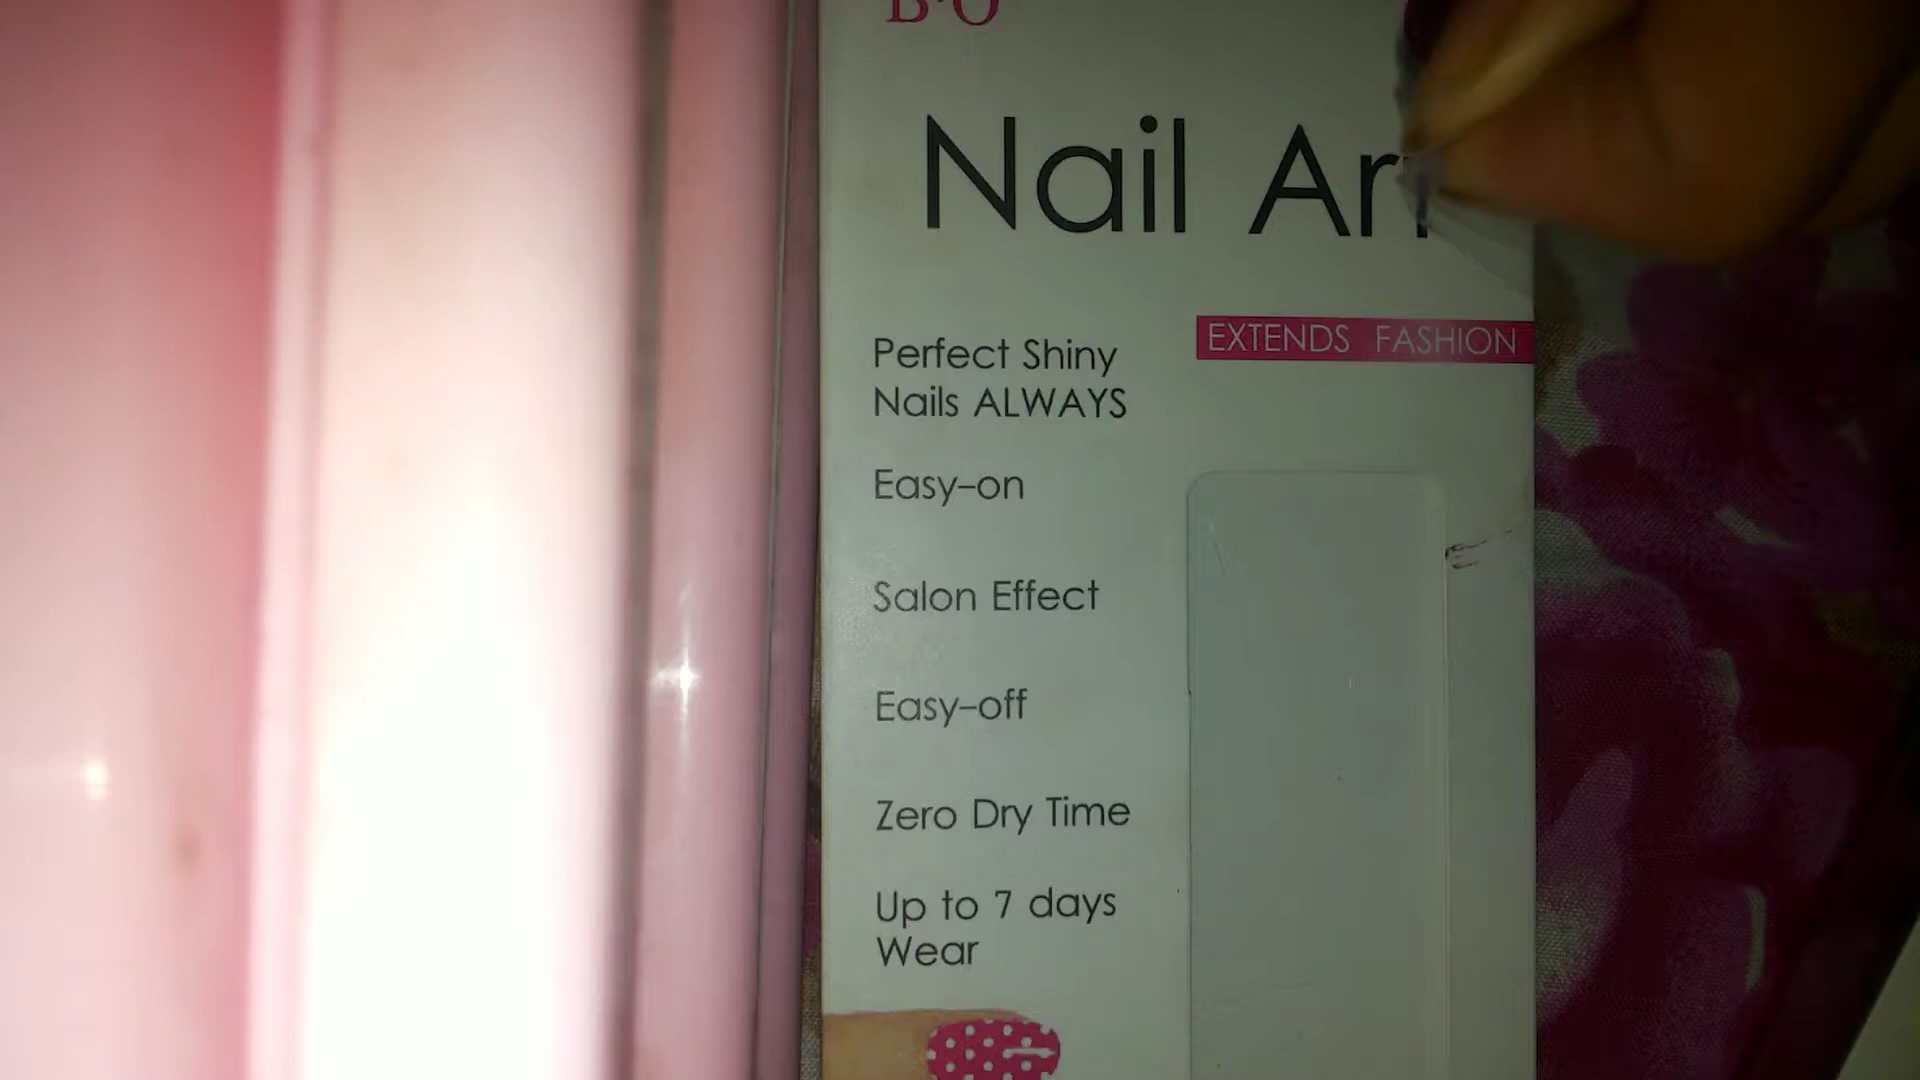 Nail Art
EXTENDS FASHION
Perfect Shiny
Nails ALWAYS
Easy-on
Salon Effect
Easy-off
Zero Dry Time
Up to 7 days
Wear